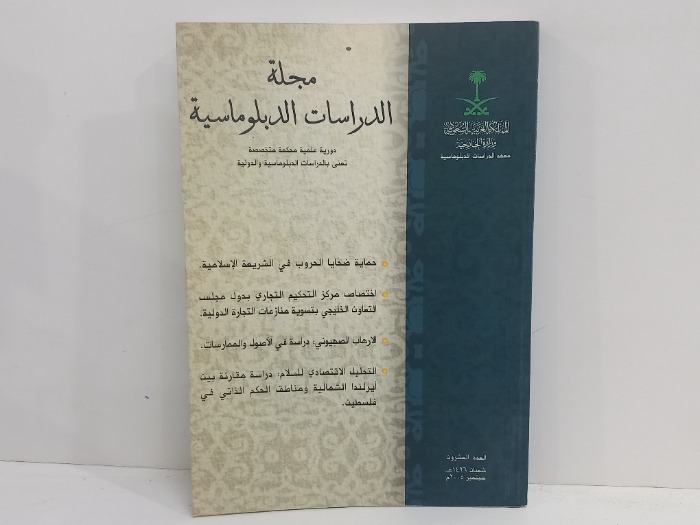 مجلة
الدراسات الدبلوماسية
دورية علمية محكمة متخصصة
تعنى بالدراسات الدبلوماسية والدولية
المملكة العربية السعودية
وزارة الخارجية
معهد الدراسات الدبلوماسية
حماية ضحايا الحروب في الشريعة الإسلامية.
اختصاص مركز التحكيم التجاري بدول مجلس
التعاون الخليجي بتسوية منازعات التجارة الدولية.
الإرهاب الصهيوني: دراسة في الأصول والممارسات.
التحليل الاقتصادي للسلام: دراسة مقارنة بين
أيرلندا الشمالية ومناطق الحكم الذاتي في
فلسطين.
العدد العشرون
شعبان ١٤٢٦هـ
سبتمبر ٢٠٠٥م